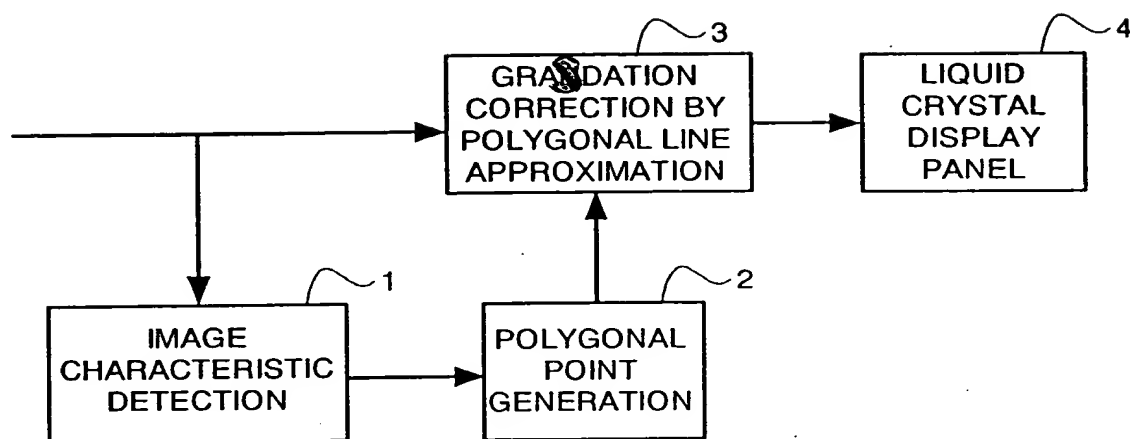 3
GRADATION
CORRECTION BY
POLYGONAL LINE
APPROXIMATION
4
LIQUID
CRYSTAL
DISPLAY
PANEL
1
IMAGE
CHARACTERISTIC
DETECTION
2
POLYGONAL
POINT
GENERATION